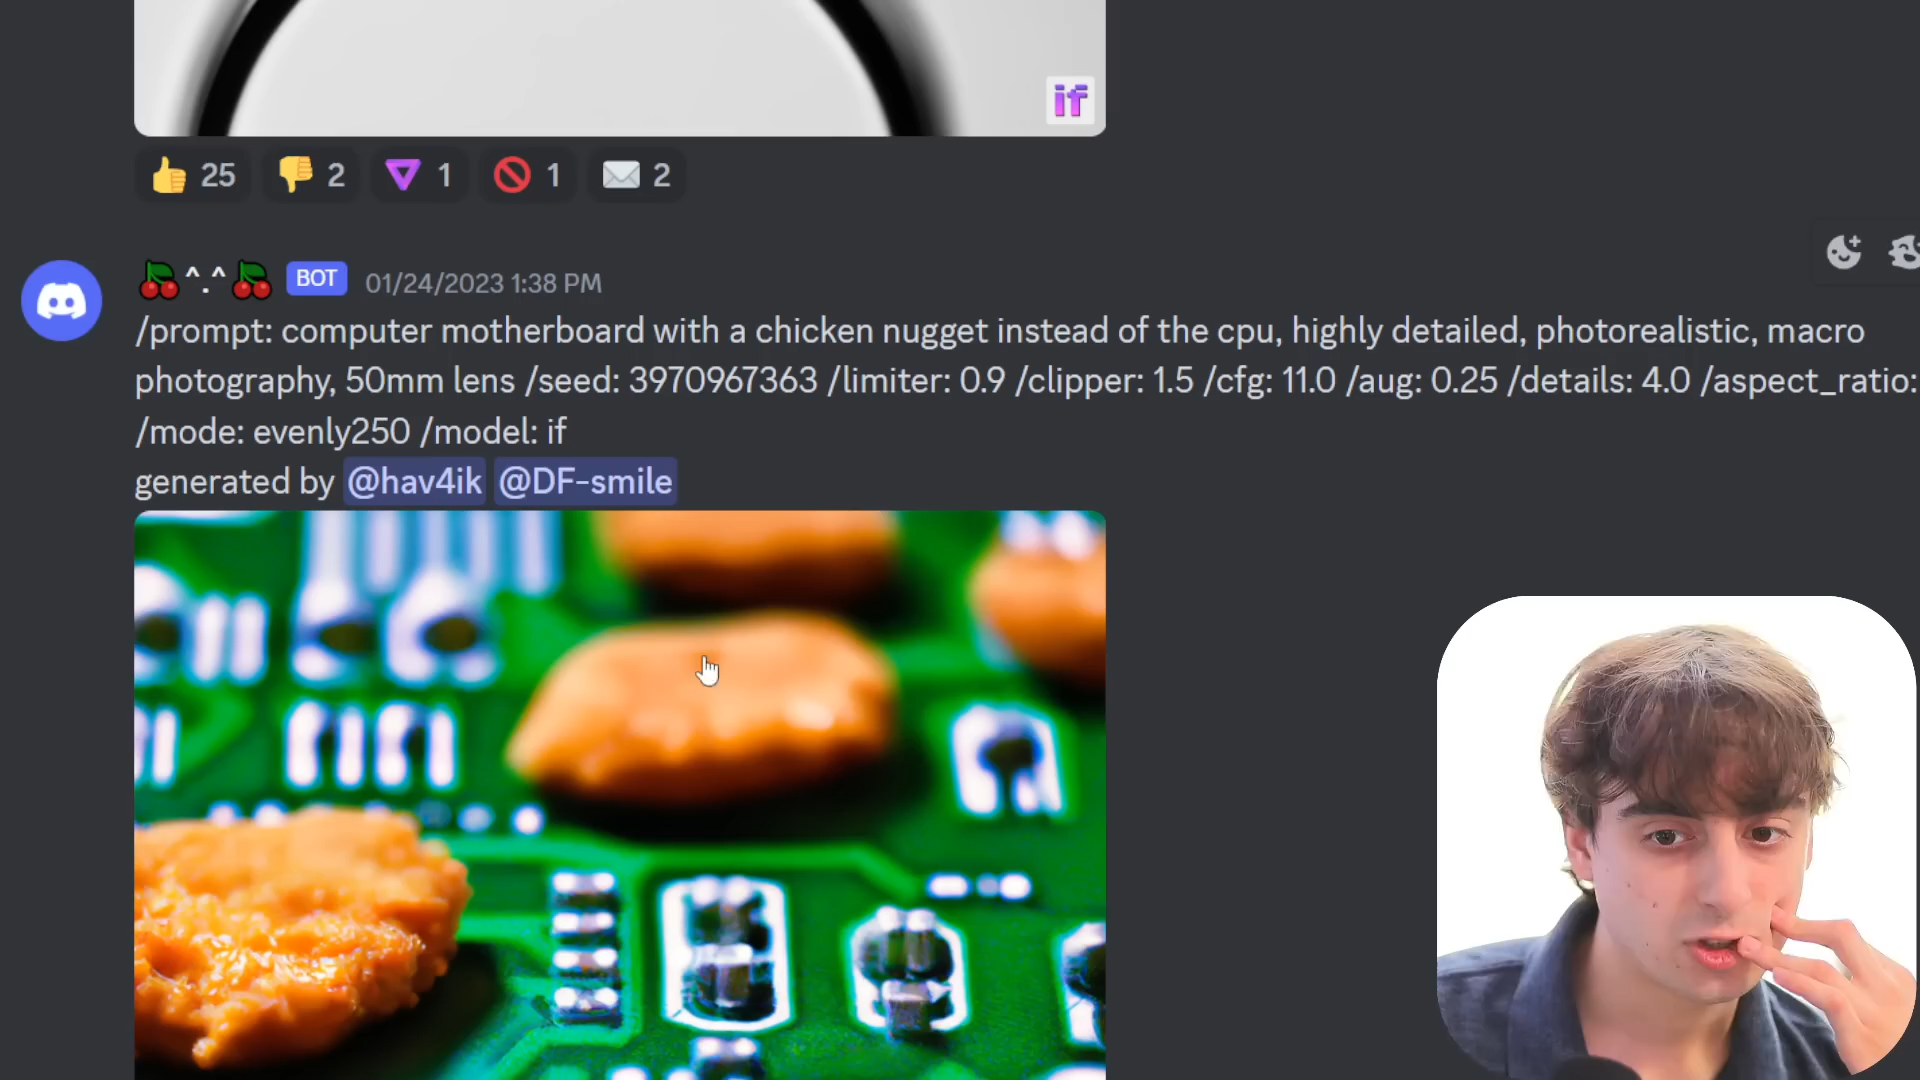 if
25 2 1 1 2
^.^ BOT 01/24/2023 1:38 PM
/prompt: computer motherboard with a chicken nugget instead of the cpu, highly detailed, photorealistic, macro
photography, 50mm lens /seed: 3970967363 /limiter: 0.9 /clipper: 1.5 /cfg: 11.0 /aug: 0.25 /details: 4.0 /aspect_ratio:
/mode: evenly250 /model: if
generated by @hav4ik @DF-smile